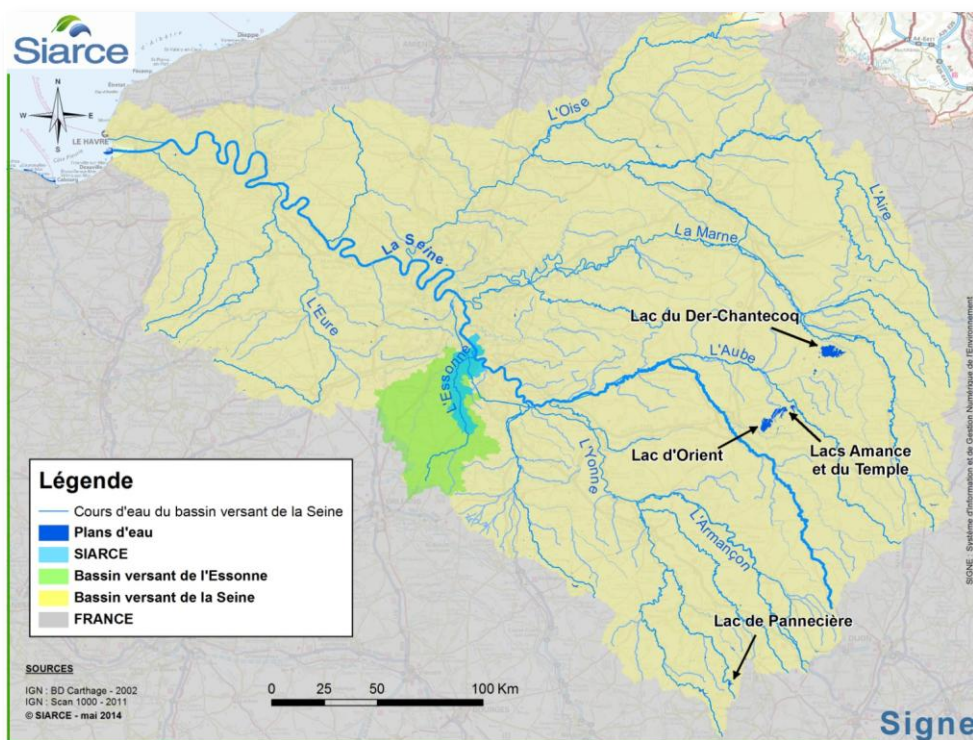 Siarce
N
W
E
S
LE HAVRE
Dieppe
L'Oise
L'Aire
La Marne
La Seine
L'Eure
Lac du Der-Chantecoq
L'Aube
L'Essonne
Lac d'Orient
Lacs Amance
et du Temple
L'Yonne
L'Armançon
Lac de Pannecière
Légende
Cours d'eau du bassin versant de la Seine
Plans d'eau
SIARCE
Bassin versant de l'Essonne
Bassin versant de la Seine
FRANCE
SOURCES
IGN : BD Carthage - 2002
IGN : Scan 1000 - 2011
© SIARCE - mai 2014
0 25 50 100 Km
SIGNE : Système d'Information et de Gestion Numérique de l'Environnement
Signe